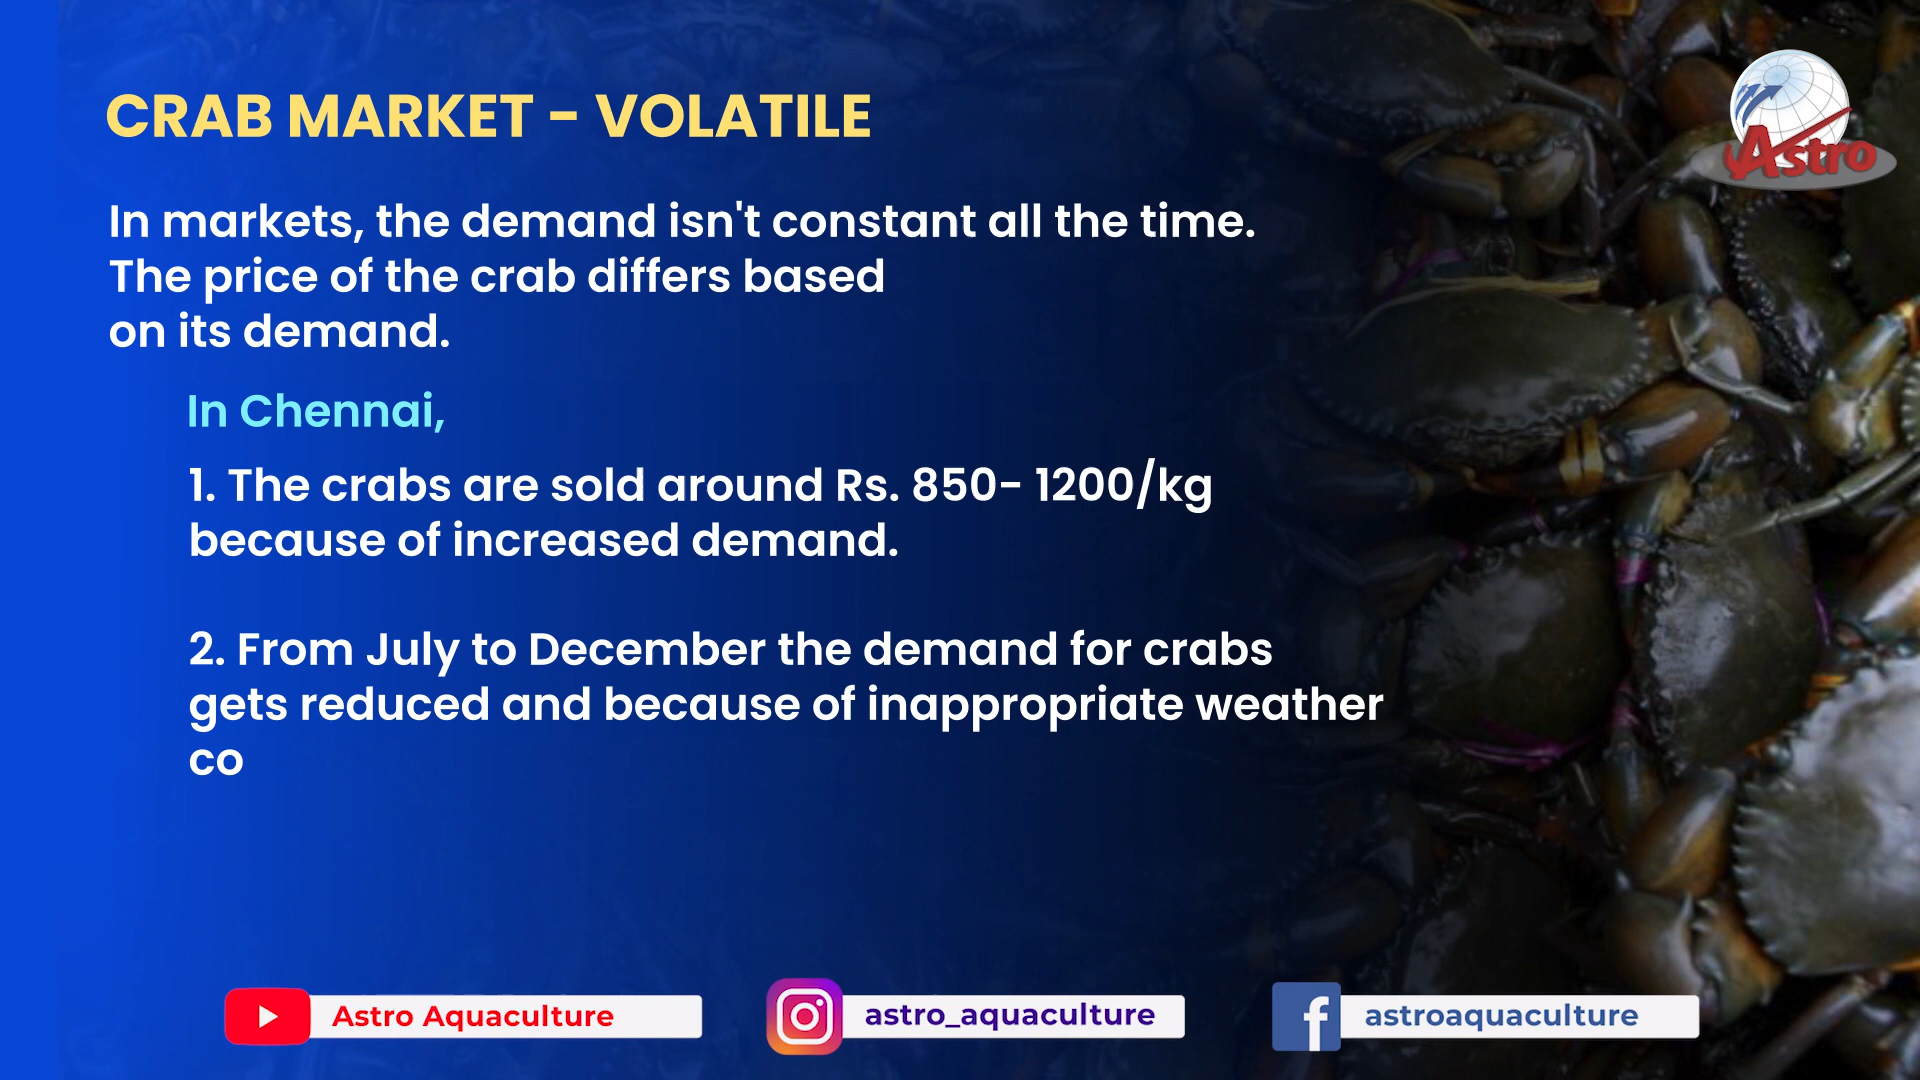 CRAB MARKET - VOLATILE
Astro
In markets, the demand isn't constant all the time.
The price of the crab differs based
on its demand.
In Chennai,
1. The crabs are sold around Rs. 850- 1200/kg
because of increased demand.
2. From July to December the demand for crabs
gets reduced and because of inappropriate weather
co
Astro Aquaculture
astro_aquaculture
astroaquaculture